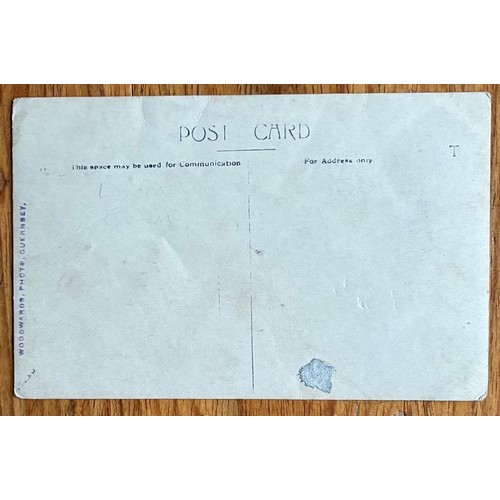 POST CARD
T
This space may be used for Communication
For Address only
WOODWARDS, PHOTO, GUERNSEY,